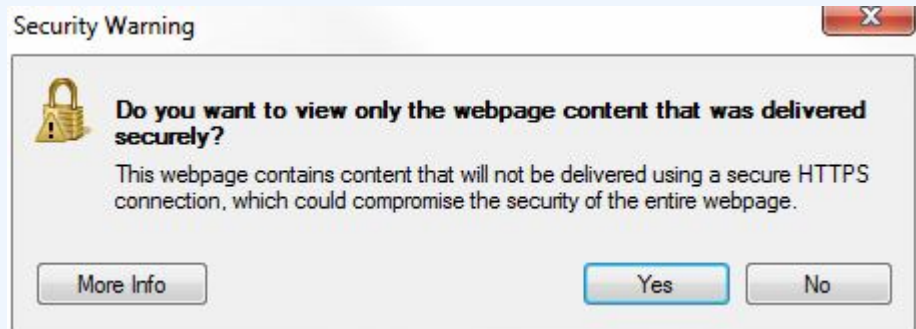 Security Warning
Do you want to view only the webpage content that was delivered
securely?
This webpage contains content that will not be delivered using a secure HTTPS
connection, which could compromise the security of the entire webpage.
More Info
Yes
No